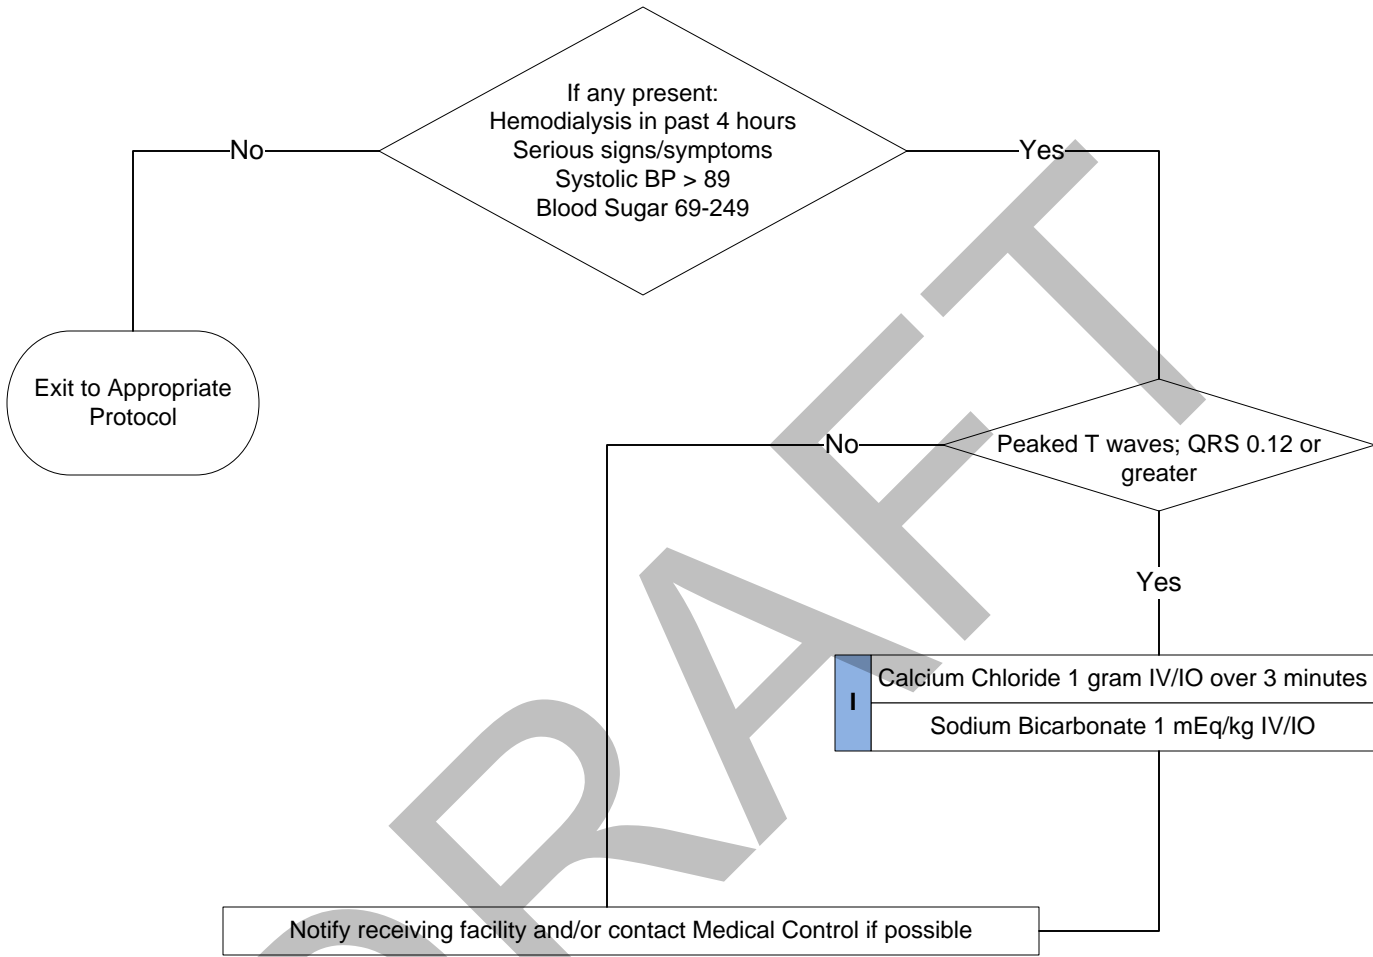 If any present:
Hemodialysis in past 4 hours
Serious signs/symptoms
Systolic BP > 89
Blood Sugar 69-249
No
Yes
Exit to Appropriate
Protocol
No
Peaked T waves; QRS 0.12 or
greater
Yes
I
Calcium Chloride 1 gram IV/IO over 3 minutes
Sodium Bicarbonate 1 mEq/kg IV/IO
Notify receiving facility and/or contact Medical Control if possible
DRAFT